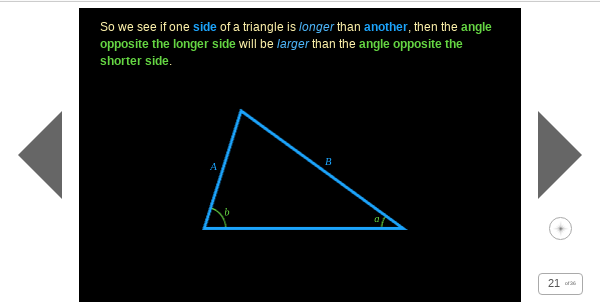 So we see if one side of a triangle is longer than another, then the angle
opposite the longer side will be larger than the angle opposite the
shorter side.
A
B
b
a
21 of 36